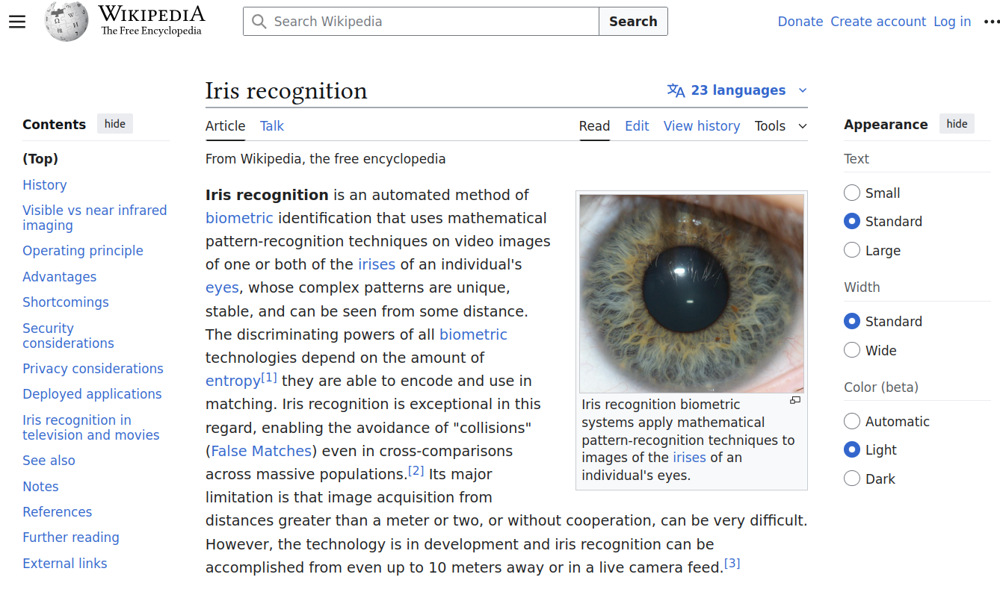 WIKIPEDIA
The Free Encyclopedia
Search Wikipedia
Search
Donate Create account Log in
Iris recognition
23 languages
Contents hide
(Top)
History
Visible vs near infrared
imaging
Operating principle
Advantages
Shortcomings
Security
considerations
Privacy considerations
Deployed applications
Iris recognition in
television and movies
See also
Notes
References
Further reading
External links
Article Talk
Read Edit View history Tools
From Wikipedia, the free encyclopedia
Iris recognition is an automated method of
biometric identification that uses mathematical
pattern-recognition techniques on video images
of one or both of the irises of an individual's
eyes, whose complex patterns are unique,
stable, and can be seen from some distance.
The discriminating powers of all biometric
technologies depend on the amount of
entropy[1] they are able to encode and use in
matching. Iris recognition is exceptional in this
regard, enabling the avoidance of "collisions"
(False Matches) even in cross-comparisons
across massive populations.[2] Its major
limitation is that image acquisition from
distances greater than a meter or two, or without cooperation, can be very difficult.
However, the technology is in development and iris recognition can be
accomplished from even up to 10 meters away or in a live camera feed.[3]
Iris recognition biometric
systems apply mathematical
pattern-recognition techniques to
images of the irises of an
individual's eyes.
Appearance hide
Text
Small
Standard
Large
Width
Standard
Wide
Color (beta)
Automatic
Light
Dark